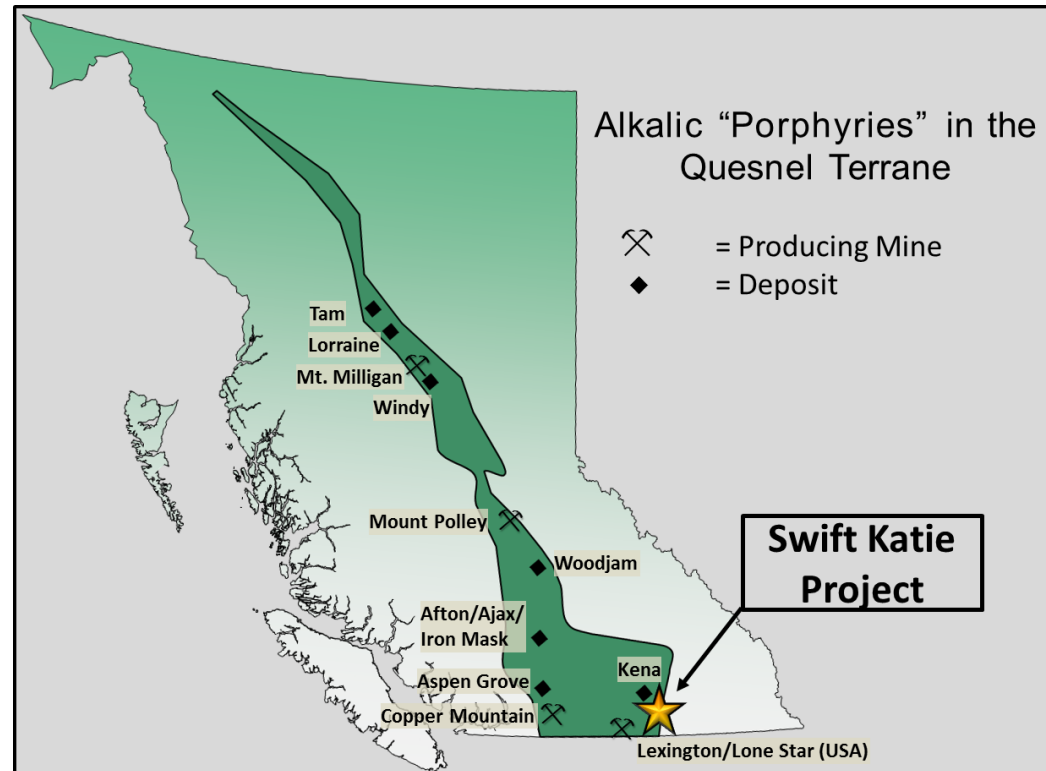 Alkalic “Porphyries” in the
Quesnel Terrane
= Producing Mine
= Deposit
Tam
Lorraine
Mt. Milligan
Windy
Mount Polley
Woodjam
Swift Katie
Project
Afton/Ajax/
Iron Mask
Kena
Aspen Grove
Copper Mountain
Lexington/Lone Star (USA)